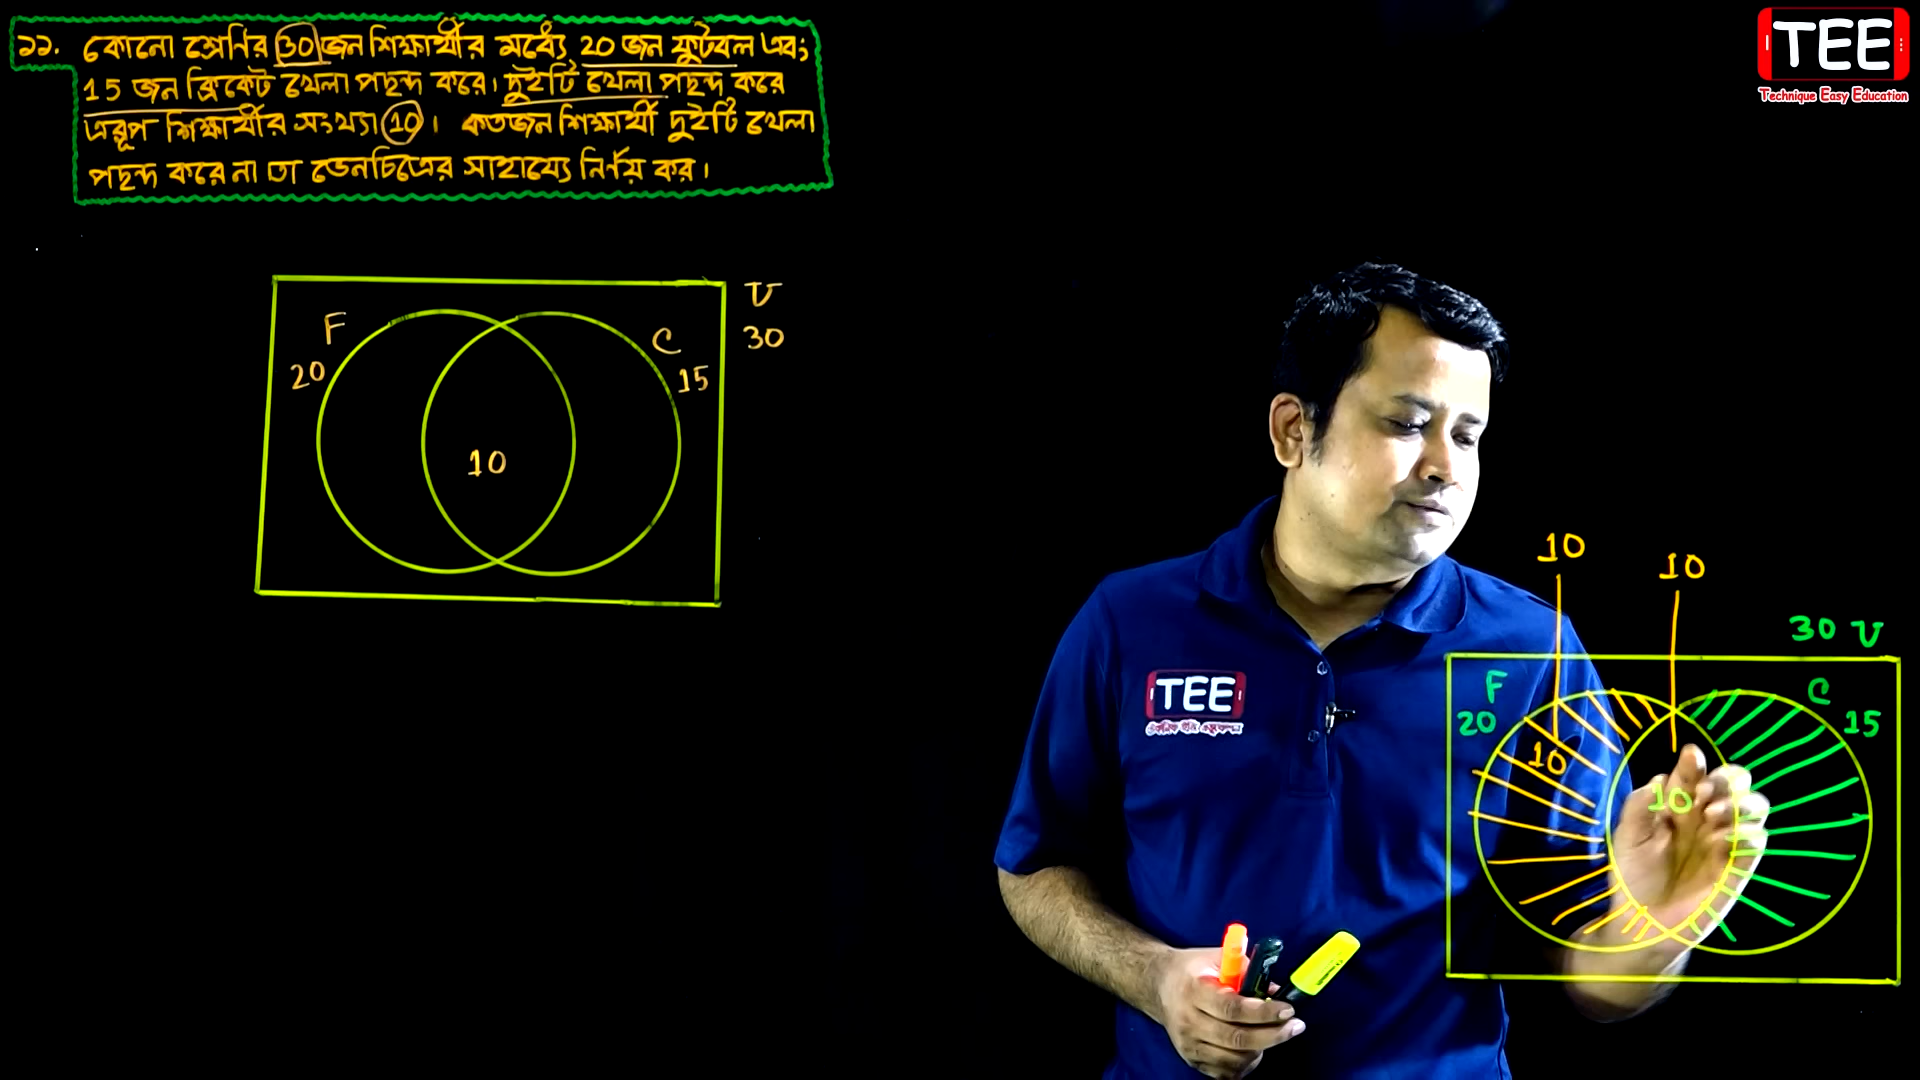 ১১. কোনো শ্রেণির 30 জন শিক্ষার্থীর মধ্যে 20 জন ফুটবল এবং
15 জন ক্রিকেট খেলা পছন্দ করে। দুইটি খেলা পছন্দ করে
এরূপ শিক্ষার্থীর সংখ্যা 10। কতজন শিক্ষার্থী দুইটি খেলা
পছন্দ করে না তা ভেনচিত্রের সাহায্যে নির্ণয় কর।
TEE
Technique Easy Education
F
20
C
15
U
30
10
TEE
10
10
30 U
F
20
C
15
10
10